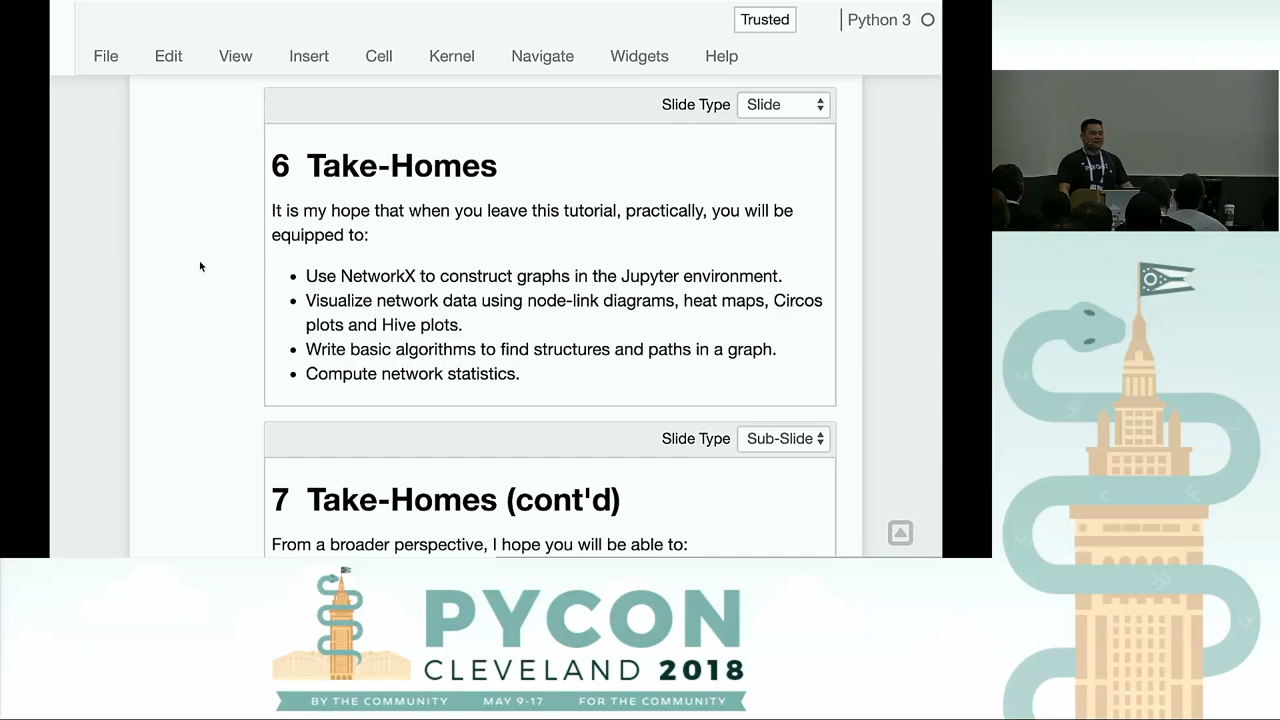 Trusted
Python 3
File Edit View Insert Cell Kernel Navigate Widgets Help
Slide Type Slide
6 Take-Homes
It is my hope that when you leave this tutorial, practically, you will be
equipped to:
• Use NetworkX to construct graphs in the Jupyter environment.
• Visualize network data using node-link diagrams, heat maps, Circos
plots and Hive plots.
• Write basic algorithms to find structures and paths in a graph.
• Compute network statistics.
Slide Type Sub-Slide
7 Take-Homes (cont'd)
From a broader perspective, I hope you will be able to:
PYCON
CLEVELAND 2018
BY THE COMMUNITY MAY 9-17 FOR THE COMMUNITY